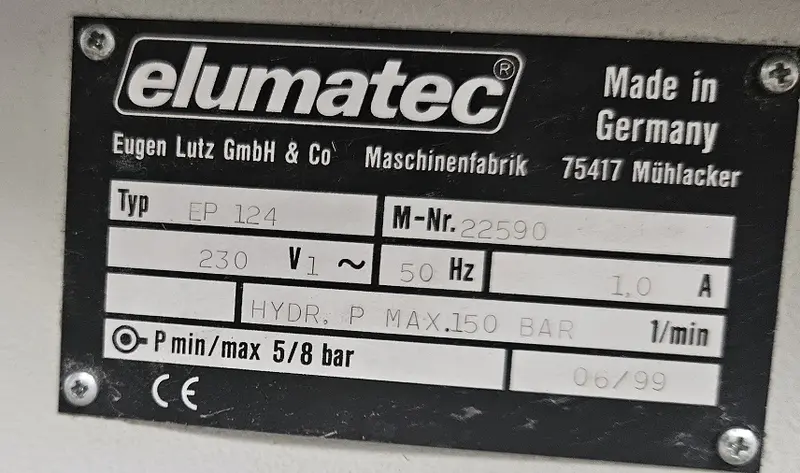 elumatec®
Made in
Germany
Eugen Lutz GmbH & Co Maschinenfabrik 75417 Mühlacker
Typ EP 124 M-Nr. 22590
230 V 1 ~ 50 Hz 1,0 A
HYDR. P MAX.150 BAR 1/min
P min/max 5/8 bar 06/99
CE